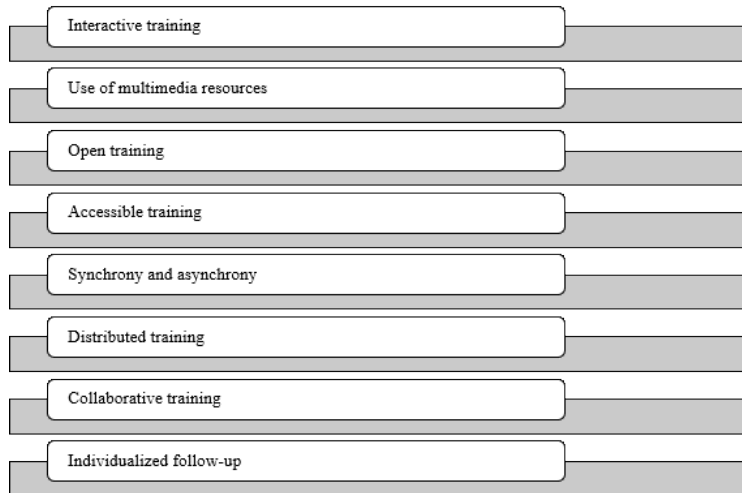 Interactive training
Use of multimedia resources
Open training
Accessible training
Synchrony and asynchrony
Distributed training
Collaborative training
Individualized follow-up